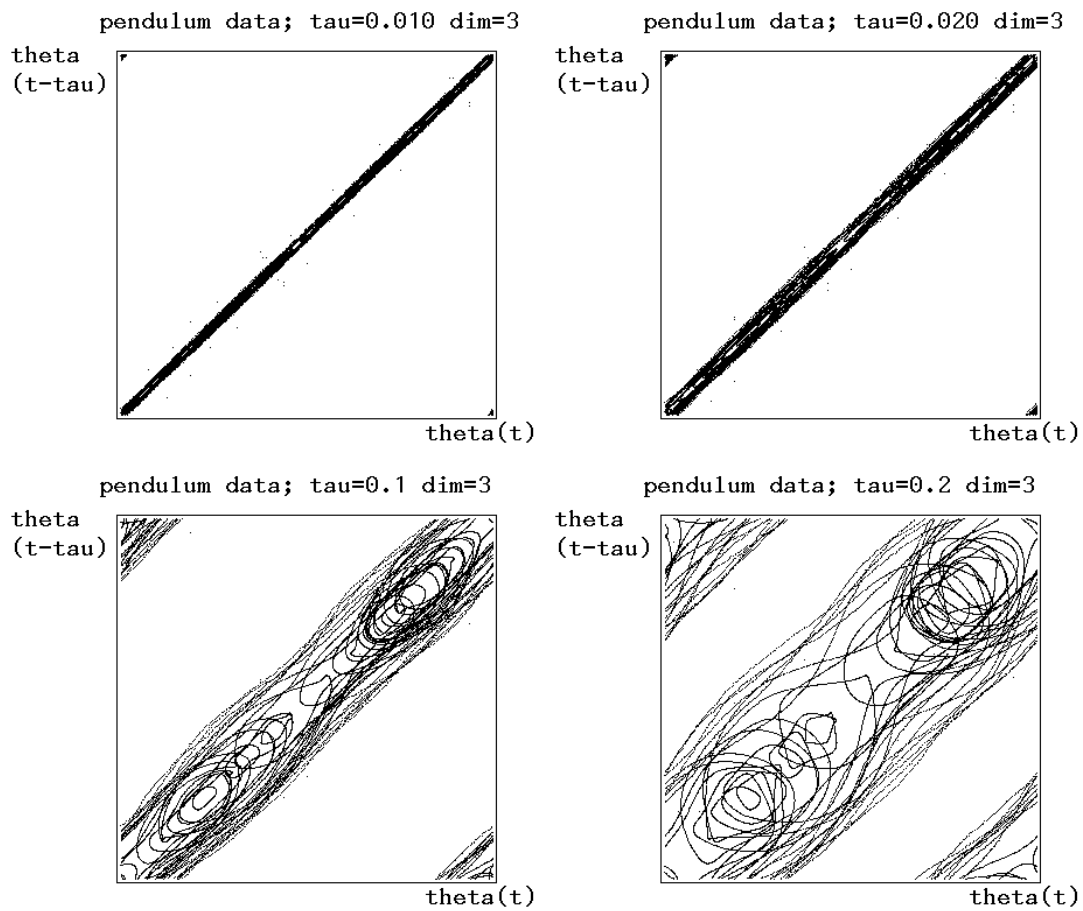 pendulum data; tau=0.010 dim=3
theta
(t-tau)
theta(t)
pendulum data; tau=0.020 dim=3
theta
(t-tau)
theta(t)
pendulum data; tau=0.1 dim=3
theta
(t-tau)
theta(t)
pendulum data; tau=0.2 dim=3
theta
(t-tau)
theta(t)